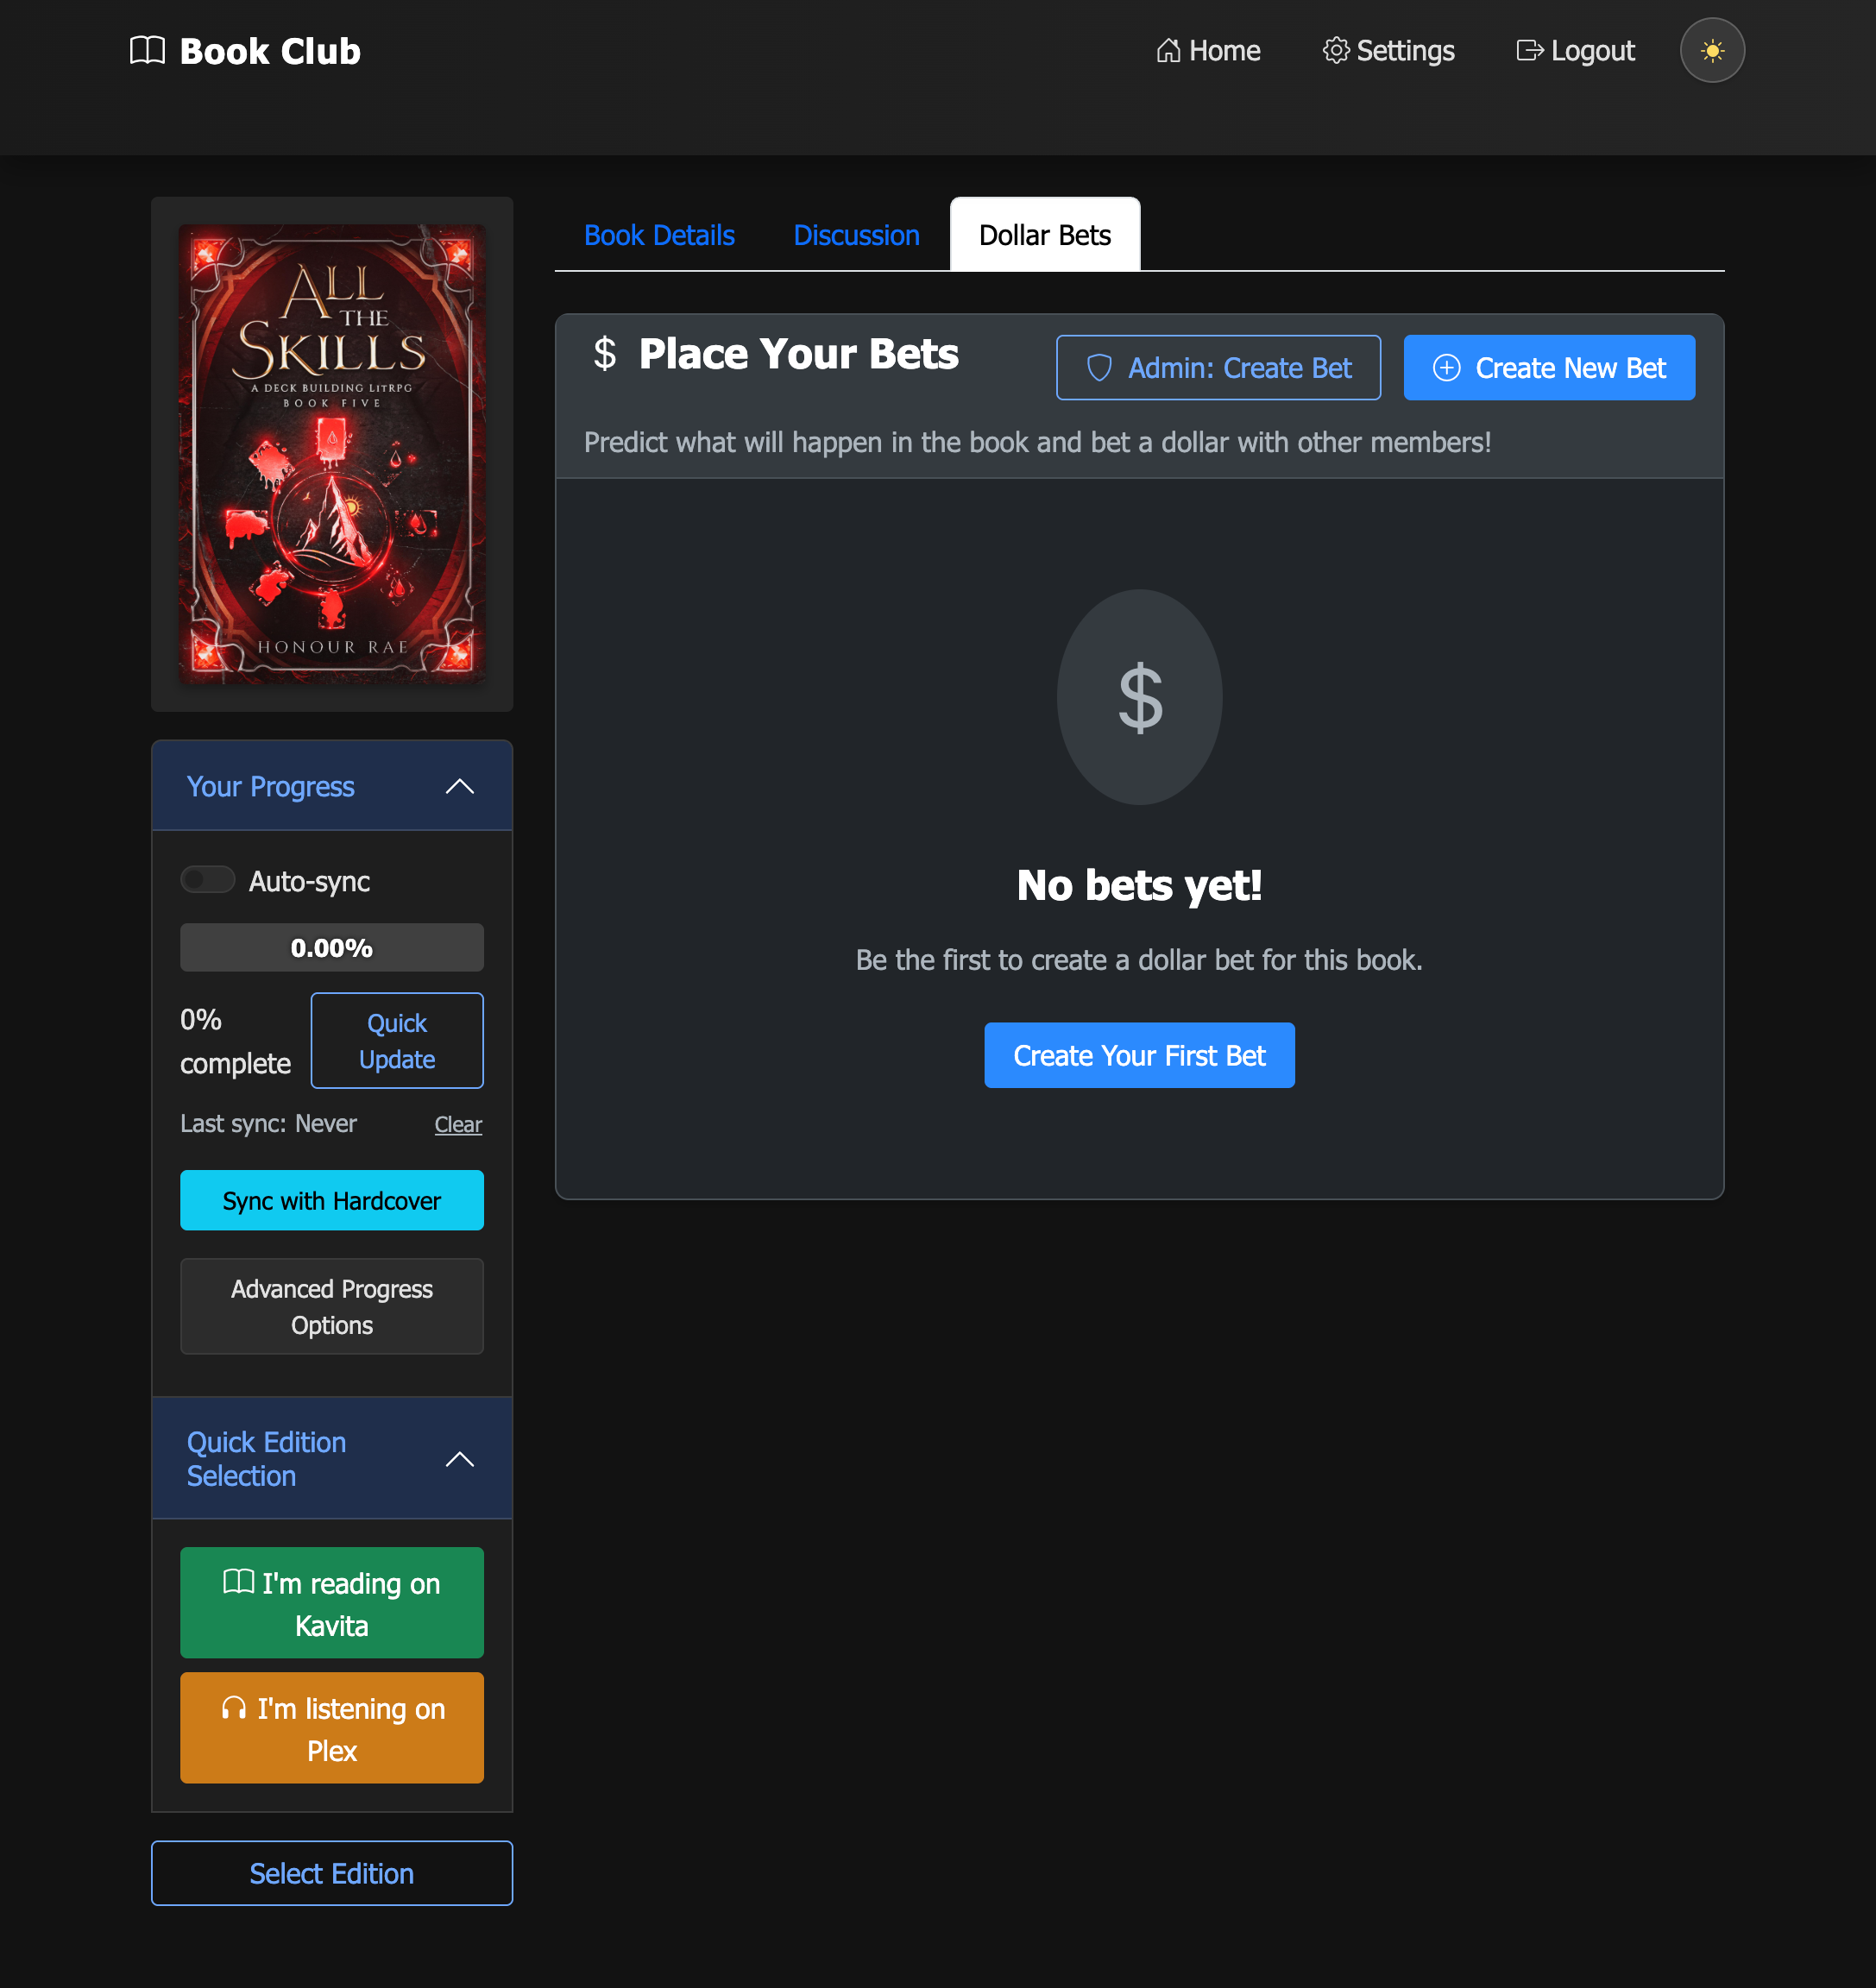 Book Club
Home
Settings
Logout
ALL
THE
SKILLS
A DECK BUILDING LITRPG
BOOK FIVE
HONOUR RAE
Your Progress
Auto-sync
0.00%
0%
complete
Quick
Update
Last sync: Never
Clear
Sync with Hardcover
Advanced Progress
Options
Quick Edition
Selection
I'm reading on
Kavita
I'm listening on
Plex
Select Edition
Book Details
Discussion
Dollar Bets
$ Place Your Bets
Admin: Create Bet
Create New Bet
Predict what will happen in the book and bet a dollar with other members!
$
No bets yet!
Be the first to create a dollar bet for this book.
Create Your First Bet